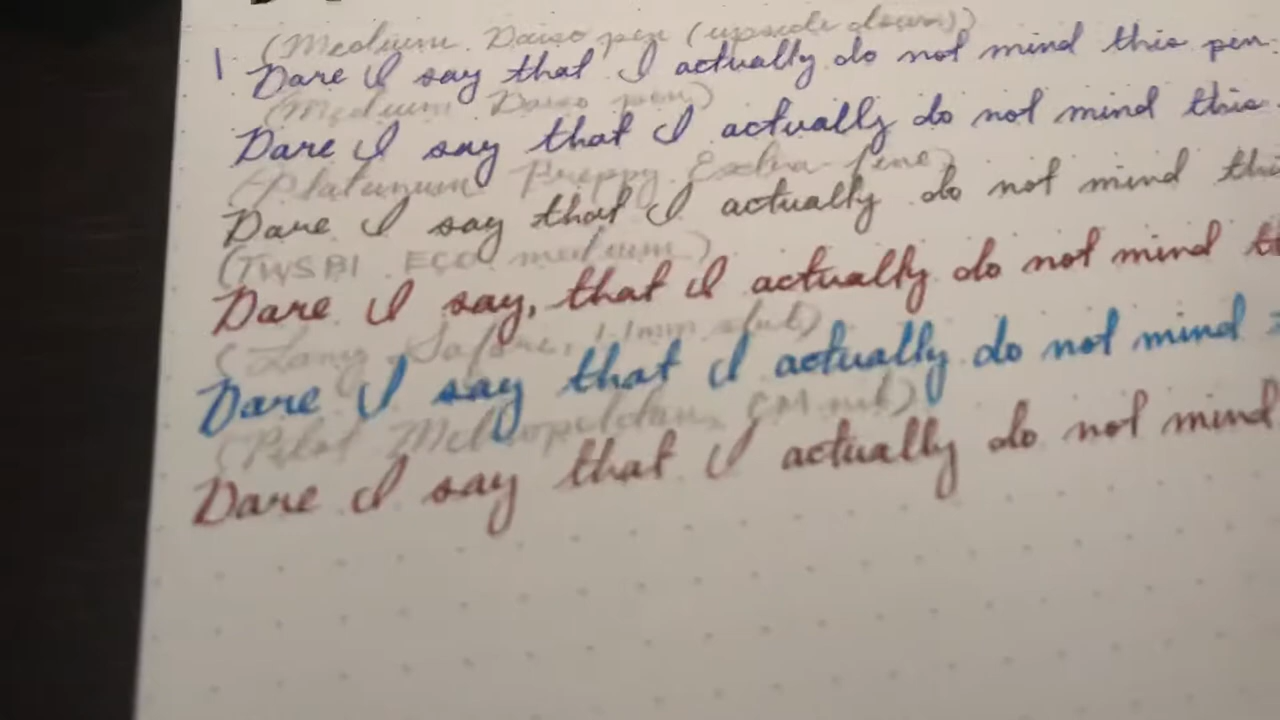 (Medium Daiso pen (upside down))
1. Dare I say that I actually do not mind this pen.
(Medium Daiso pen)
Dare I say that I actually do not mind this
(Platinum Preppy Extra-fine)
Dare I say that I actually do not mind this
(TWSBI ECO medium)
Dare I say, that I actually do not mind
(Lamy Safari, 1.1mm stub)
Dare I say that I actually do not mind
(Pilot Metropolitan, CM nib)
Dare I say that I actually do not mind